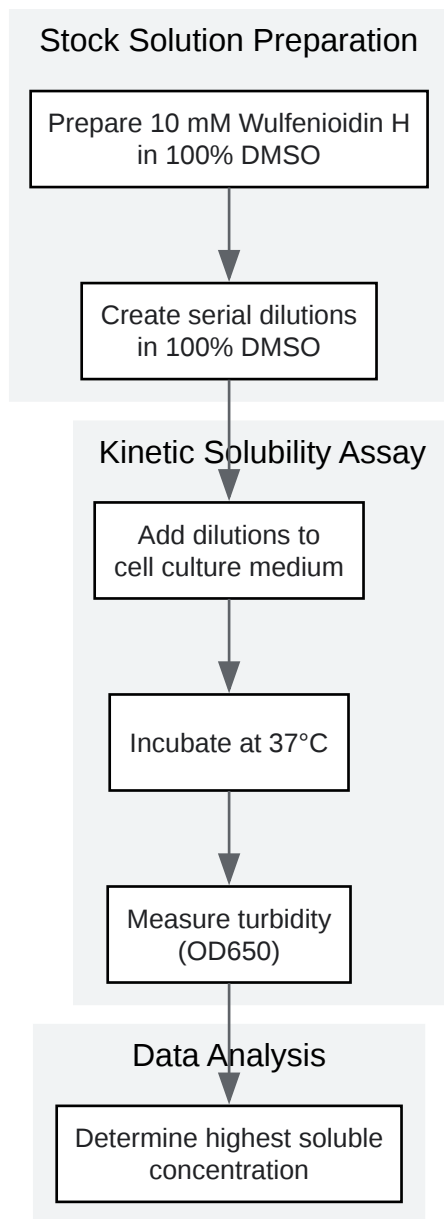 Stock Solution Preparation
Prepare 10 mM Wulfenioidin H
in 100% DMSO
Create serial dilutions
in 100% DMSO
Kinetic Solubility Assay
Add dilutions to
cell culture medium
Incubate at 37°C
Measure turbidity
(OD650)
Data Analysis
Determine highest soluble
concentration